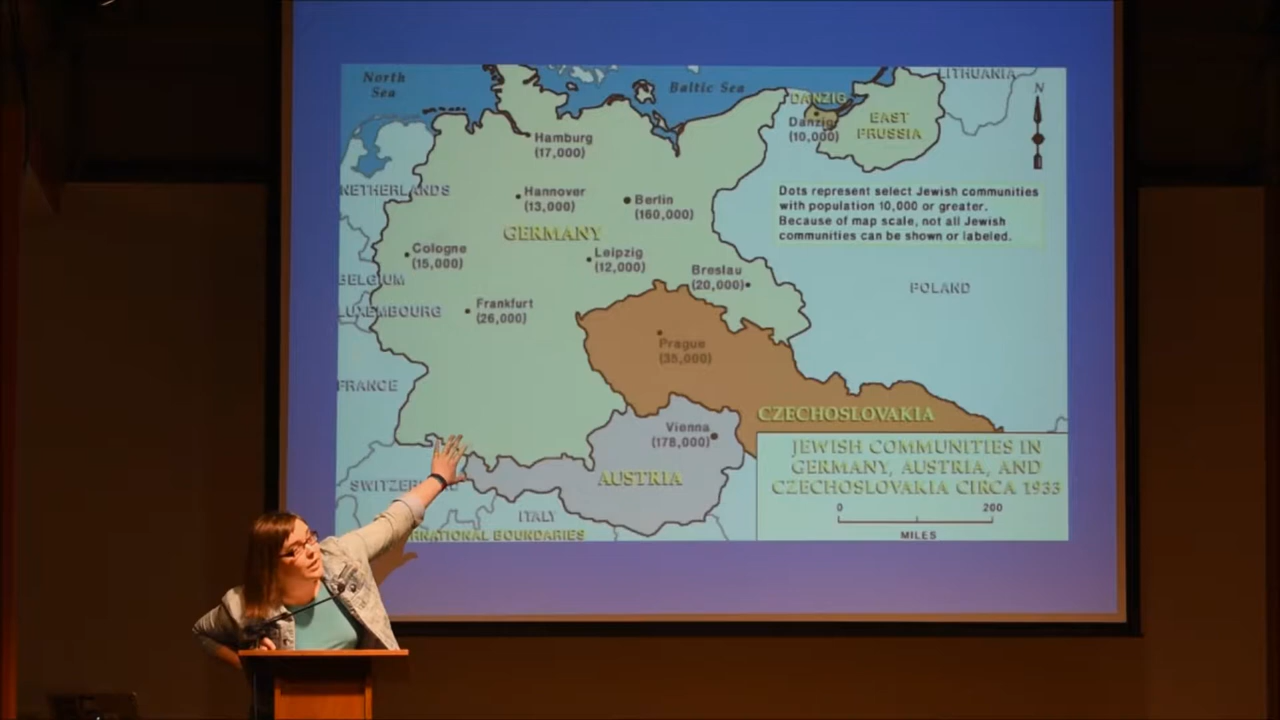 North
Sea
Baltic Sea
LITHUANIA
DANZIG
Danzig
(10,000)
EAST
PRUSSIA
N
Hamburg
(17,000)
NETHERLANDS
Hannover
(13,000)
Berlin
(160,000)
Dots represent select Jewish communities
with population 10,000 or greater.
Because of map scale, not all Jewish
communities can be shown or labeled.
GERMANY
Cologne
(15,000)
Leipzig
(12,000)
Breslau
(20,000)
BELGIUM
POLAND
LUXEMBOURG
Frankfurt
(26,000)
Prague
(35,000)
FRANCE
CZECHOSLOVAKIA
Vienna
(178,000)
JEWISH COMMUNITIES IN
GERMANY, AUSTRIA, AND
CZECHOSLOVAKIA CIRCA 1933
AUSTRIA
SWITZER
ITALY
0 200
MILES
RNATIONAL BOUNDARIES